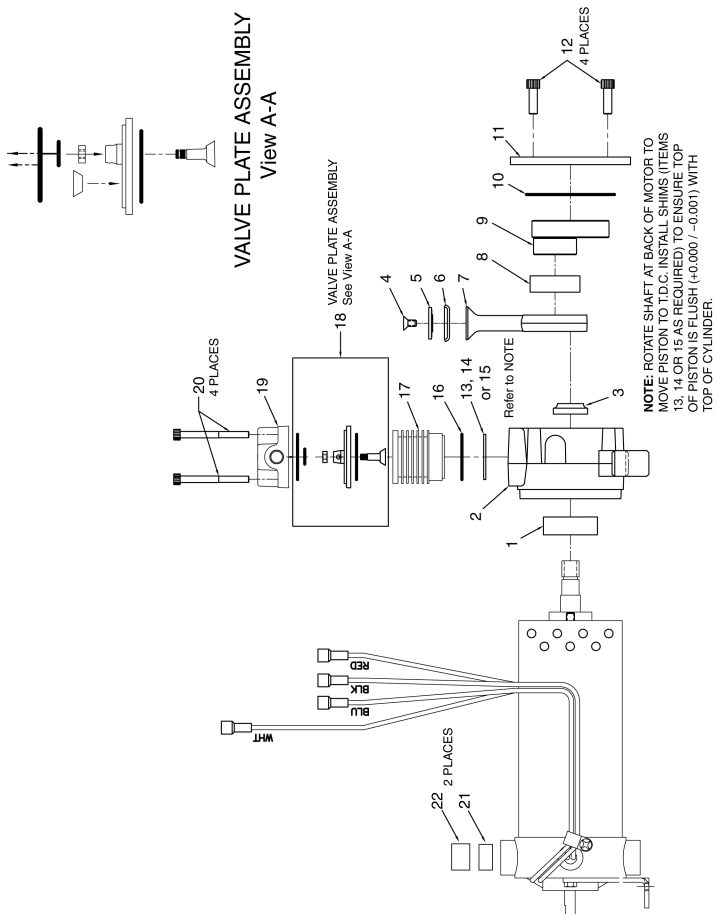 VALVE PLATE ASSEMBLY
View A-A
12
4 PLACES
11
10
9
8
VALVE PLATE ASSEMBLY
See View A-A
4
5
6
7
18
20
4 PLACES
19
17
16
13, 14
or 15
Refer to NOTE
3
2
1
NOTE: ROTATE SHAFT AT BACK OF MOTOR TO
MOVE PISTON TO T.D.C. INSTALL SHIMS (ITEMS
13, 14 OR 15 AS REQUIRED) TO ENSURE TOP
OF PISTON IS FLUSH (+0.000 / –0.001) WITH
TOP OF CYLINDER.
RED
BLK
BLU
WHT
22
2 PLACES
21